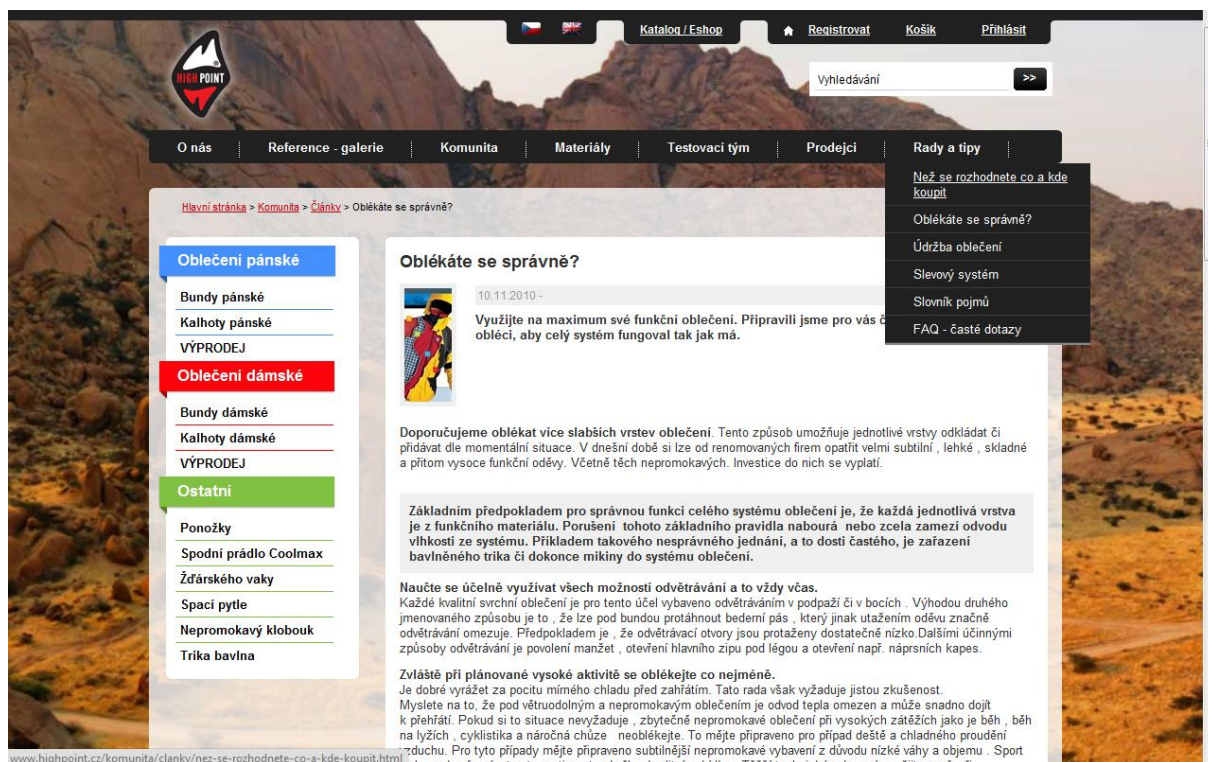 Katalog / Eshop
Registrovat
Košík
Přihlásit
HIGH POINT
Vyhledávání
>>
O nás
Reference - galerie
Komunita
Materiály
Testovací tým
Prodejci
Rady a tipy
Než se rozhodnete co a kde
koupit
Oblékáte se správně?
Údržba oblečení
Slevový systém
Slovník pojmů
FAQ - časté dotazy
Hlavní stránka > Komunita > Články > Oblékáte se správně?
Oblečení pánské
Bundy pánské
Kalhoty pánské
VÝPRODEJ
Oblečení dámské
Bundy dámské
Kalhoty dámské
VÝPRODEJ
Ostatní
Ponožky
Spodní prádlo Coolmax
Žďárského vaky
Spací pytle
Nepromokavý klobouk
Trika bavlna
Oblékáte se správně?
10.11.2010 -
Využijte na maximum své funkční oblečení. Připravili jsme pro vás
obléci, aby celý systém fungoval tak jak má.
Doporučujeme oblékat více slabších vrstev oblečení. Tento způsob umožňuje jednotlivé vrstvy odkládat či
přidávat dle momentální situace. V dnešní době si lze od renomovaných firem opatřit velmi subtilní , lehké , skladné
a přitom vysoce funkční oděvy. Včetně těch nepromokavých. Investice do nich se vyplatí.
Základním předpokladem pro správnou funkci celého systému oblečení je, že každá jednotlivá vrstva
je z funkčního materiálu. Porušení tohoto základního pravidla nabourá nebo zcela zamezí odvodu
vlhkosti ze systému. Příkladem takového nesprávného jednání, a to dosti častého, je zařazení
bavlněného trika či dokonce mikiny do systému oblečení.
Naučte se účelně využívat všech možností odvětrávání a to vždy včas.
Každé kvalitní svrchní oblečení je pro tento účel vybaveno odvětráváním v podpaží či v bocích . Výhodou druhého
jmenovaného způsobu je to , že lze pod bundou protáhnout bederní pás , který jinak utažením oděvu značně
odvětrávání omezuje. Předpokladem je , že odvětrávací otvory jsou protaženy dostatečně nízko.Dalšími účinnými
způsoby odvětrávání je povolení manžet , otevření hlavního zipu pod légou a otevření např. náprsních kapes.
Zvláště při plánované vysoké aktivitě se oblékejte co nejméně.
Je dobré vyrážet za pocitu mírného chladu před zahřátím. Tato rada však vyžaduje jistou zkušenost.
Myslete na to, že pod větruodolným a nepromokavým oblečením je odvod tepla omezen a může snadno dojít
k přehřátí. Pokud si to situace nevyžaduje , zbytečně nepromokavé oblečení při vysokých zátěžích jako je běh , běh
na lyžích , cyklistika a náročná chůze neoblékejte. To mějte připraveno pro případ deště a chladného proudění
vzduchu. Pro tyto případy mějte připraveno subtilnější nepromokavé vybavení z důvodu nízké váhy a objemu . Sport
www.highpoint.cz/komunita/clanky/nez-se-rozhodnete-co-a-kde-koupit.html